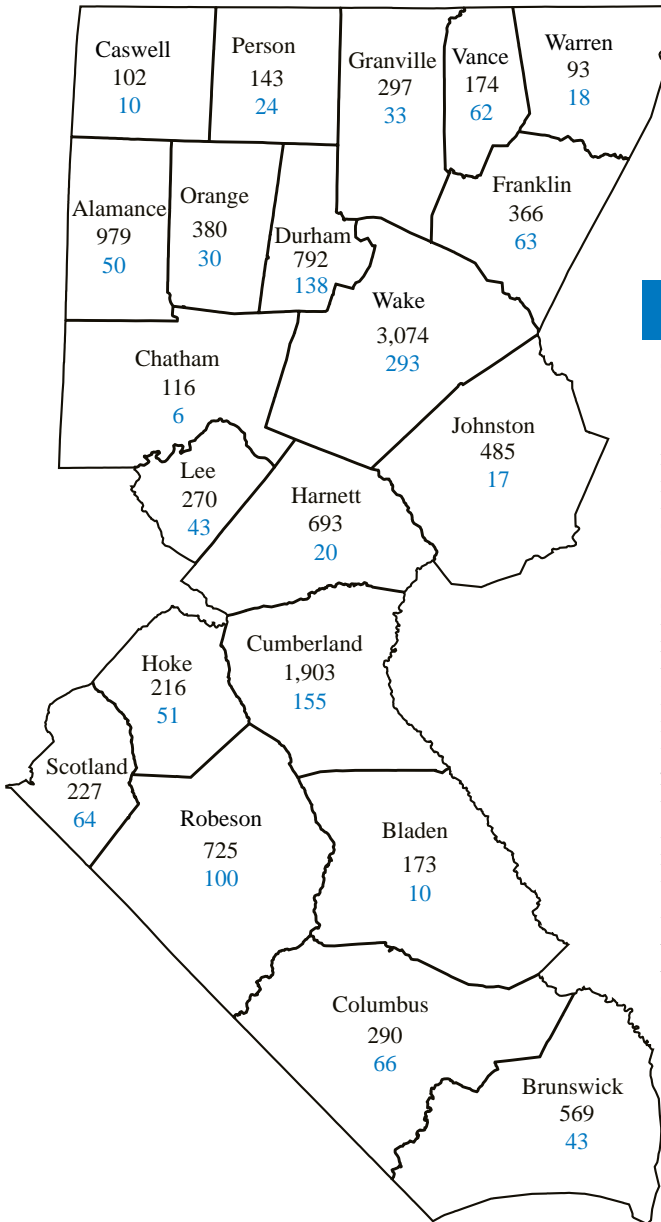 Caswell
102
10
Person
143
24
Granville
297
33
Vance
174
62
Warren
93
18
Alamance
979
50
Orange
380
30
Durham
792
138
Franklin
366
63
Wake
3,074
293
Chatham
116
6
Johnston
485
17
Lee
270
43
Harnett
693
20
Cumberland
1,903
155
Hoke
216
51
Scotland
227
64
Robeson
725
100
Bladen
173
10
Columbus
290
66
Brunswick
569
43